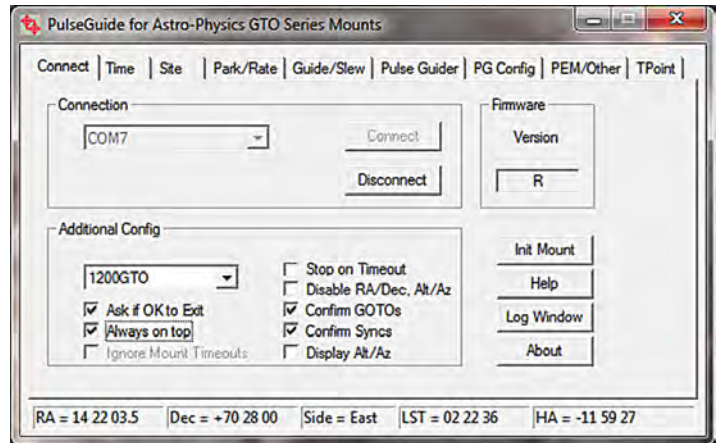 PulseGuide for Astro-Physics GTO Series Mounts
Connect Time Site Park/Rate Guide/Slew Pulse Guider PG Config PEM/Other TPoint
Connection
COM7
Connect
Disconnect
Firmware
Version
R
Additional Config
1200GTO
Ask if OK to Exit
Always on top
Ignore Mount Timeouts
Stop on Timeout
Disable RA/Dec, Alt/Az
Confirm GOTOs
Confirm Syncs
Display Alt/Az
Init Mount
Help
Log Window
About
RA = 14 22 03.5 Dec = +70 28 00 Side = East LST = 02 22 36 HA = -11 59 27